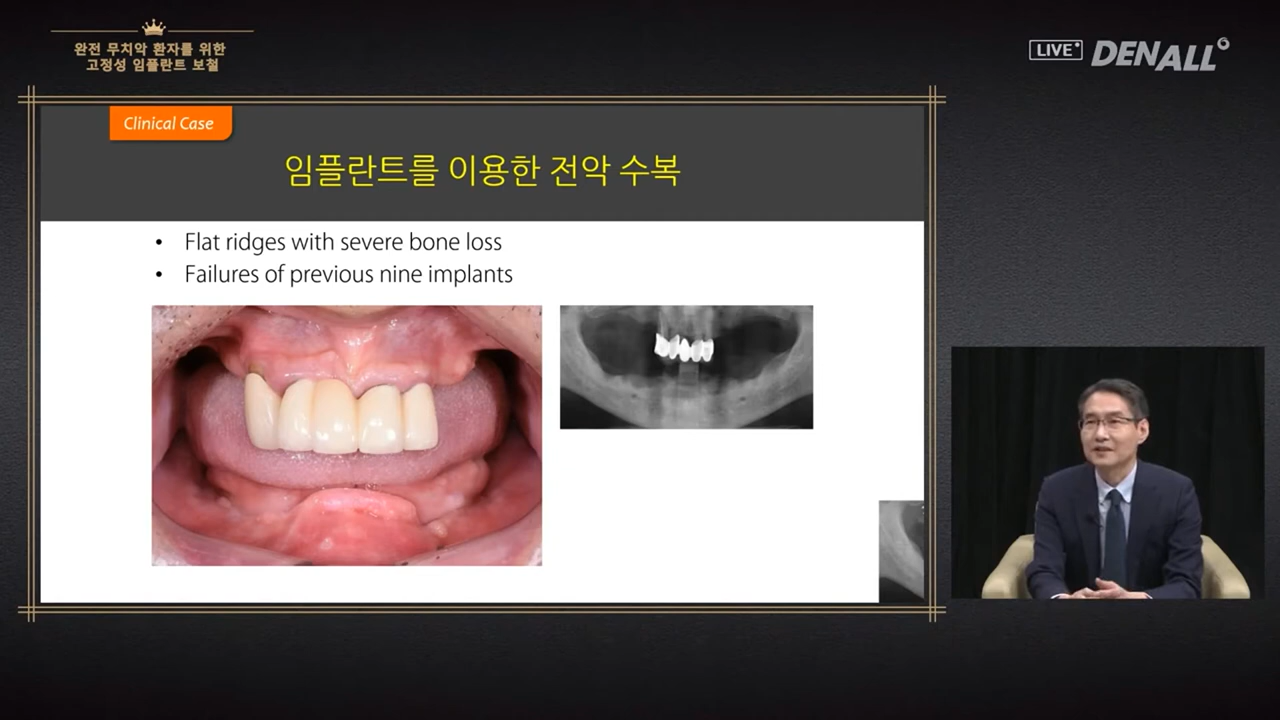 완전 무치악 환자를 위한
고정성 임플란트 보철
LIVE
DENALL
Clinical Case
임플란트를 이용한 전악 수복
• Flat ridges with severe bone loss
• Failures of previous nine implants